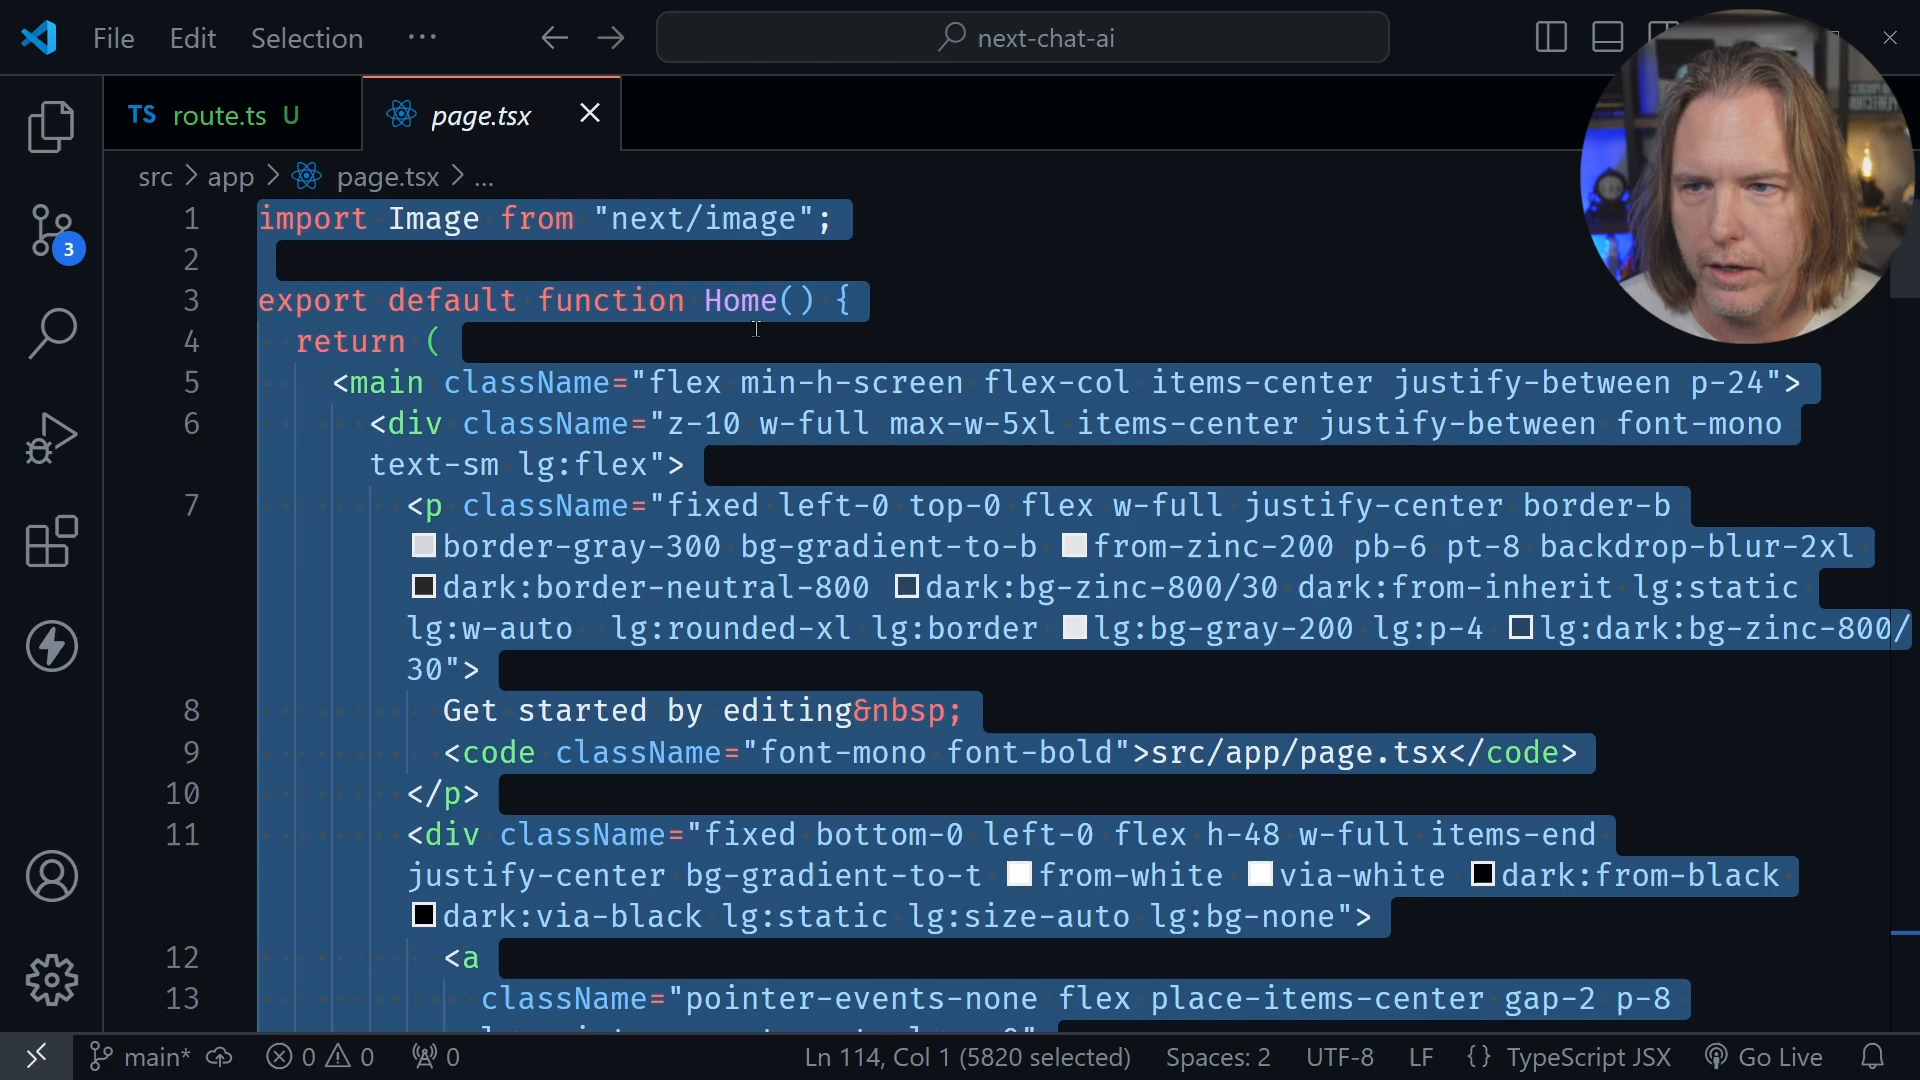 File Edit Selection ··· next-chat-ai
TS route.ts U page.tsx
src > app > page.tsx > ...
3
1 import Image from "next/image";
2
3 export default function Home() {
4 return (
5 <main className="flex min-h-screen flex-col items-center justify-between p-24">
6 <div className="z-10 w-full max-w-5xl items-center justify-between font-mono
text-sm lg:flex">
7 <p className="fixed left-0 top-0 flex w-full justify-center border-b
border-gray-300 bg-gradient-to-b from-zinc-200 pb-6 pt-8 backdrop-blur-2xl
dark:border-neutral-800 dark:bg-zinc-800/30 dark:from-inherit lg:static
lg:w-auto  lg:rounded-xl lg:border lg:bg-gray-200 lg:p-4 lg:dark:bg-zinc-800/
30">
8 Get started by editing&nbsp;
9 <code className="font-mono font-bold">src/app/page.tsx</code>
10 </p>
11 <div className="fixed bottom-0 left-0 flex h-48 w-full items-end
justify-center bg-gradient-to-t from-white via-white dark:from-black
dark:via-black lg:static lg:size-auto lg:bg-none">
12 <a
13 className="pointer-events-none flex place-items-center gap-2 p-8
main* 0 0 0 Ln 114, Col 1 (5820 selected) Spaces: 2 UTF-8 LF {} TypeScript JSX Go Live